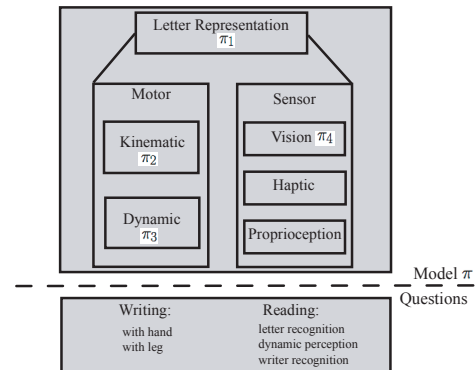 Letter Representation
π1
Motor
Kinematic
π2
Dynamic
π3
Sensor
Vision π4
Haptic
Proprioception
Model π
Questions
Writing:
with hand
with leg
Reading:
letter recognition
dynamic perception
writer recognition